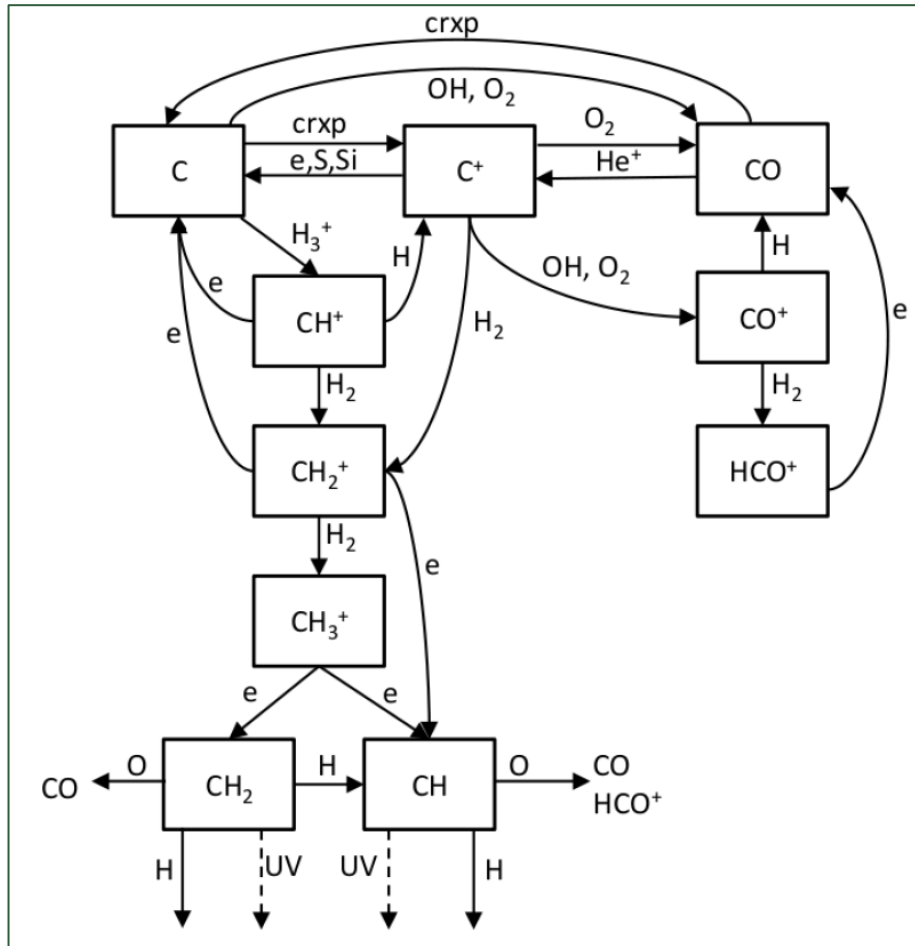 crxp
OH, O₂
crxp
O₂
C
e,S,Si
C⁺
He⁺
CO
H₃⁺
H
H
e
OH, O₂
CH⁺
CO⁺
e
H₂
e
H₂
H₂
CH₂⁺
HCO⁺
H₂
e
CH₃⁺
e
e
O
H
O
CO
CO
CH₂
CH
HCO⁺
H
UV
UV
H